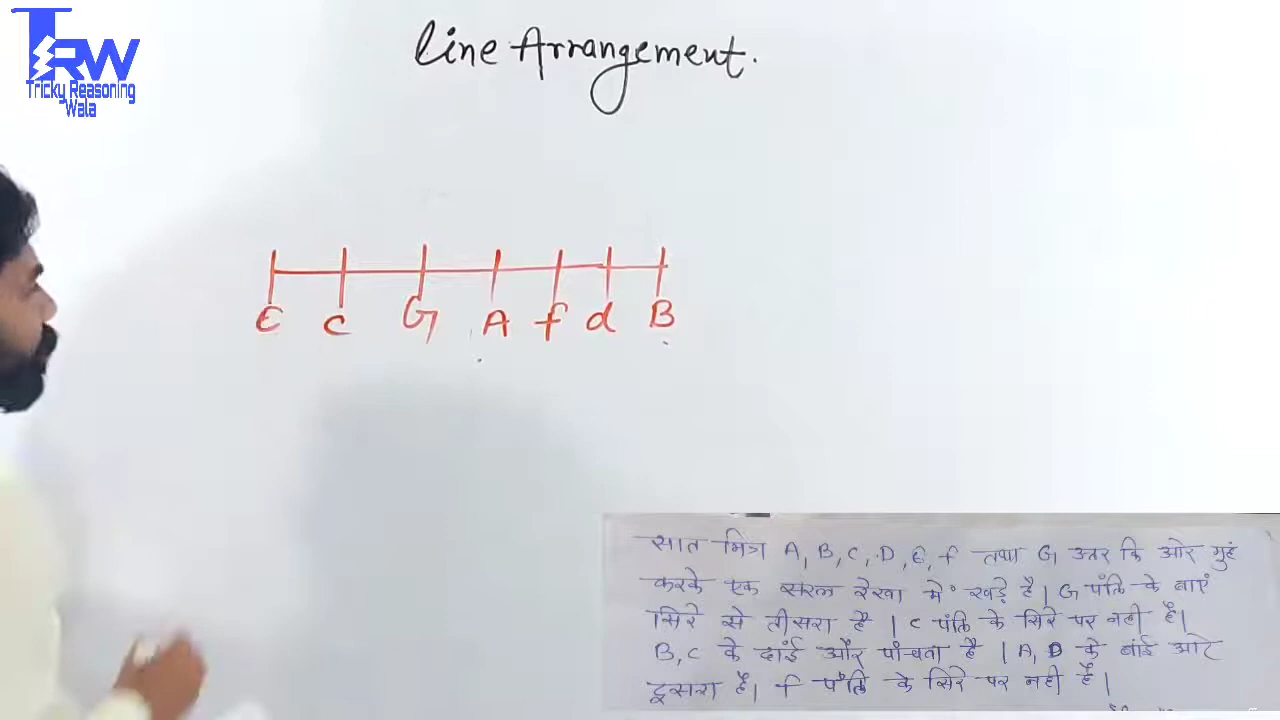 TRW
Tricky Reasoning
Wala
Line Arrangement.
E C G A f d B
सात मित्र A, B, C, D, E, f तथा G उत्तर कि ओर मुहं
करके एक सरल रेखा मे खड़े है। G पंक्ति के बाएं
सिरे से तीसरा है। C पंक्ति के सिरे पर नही है।
B, C के दांई और पांचवा है। A, D के बांई ओर
दूसरा है। f पंक्ति के सिरे पर नही है।